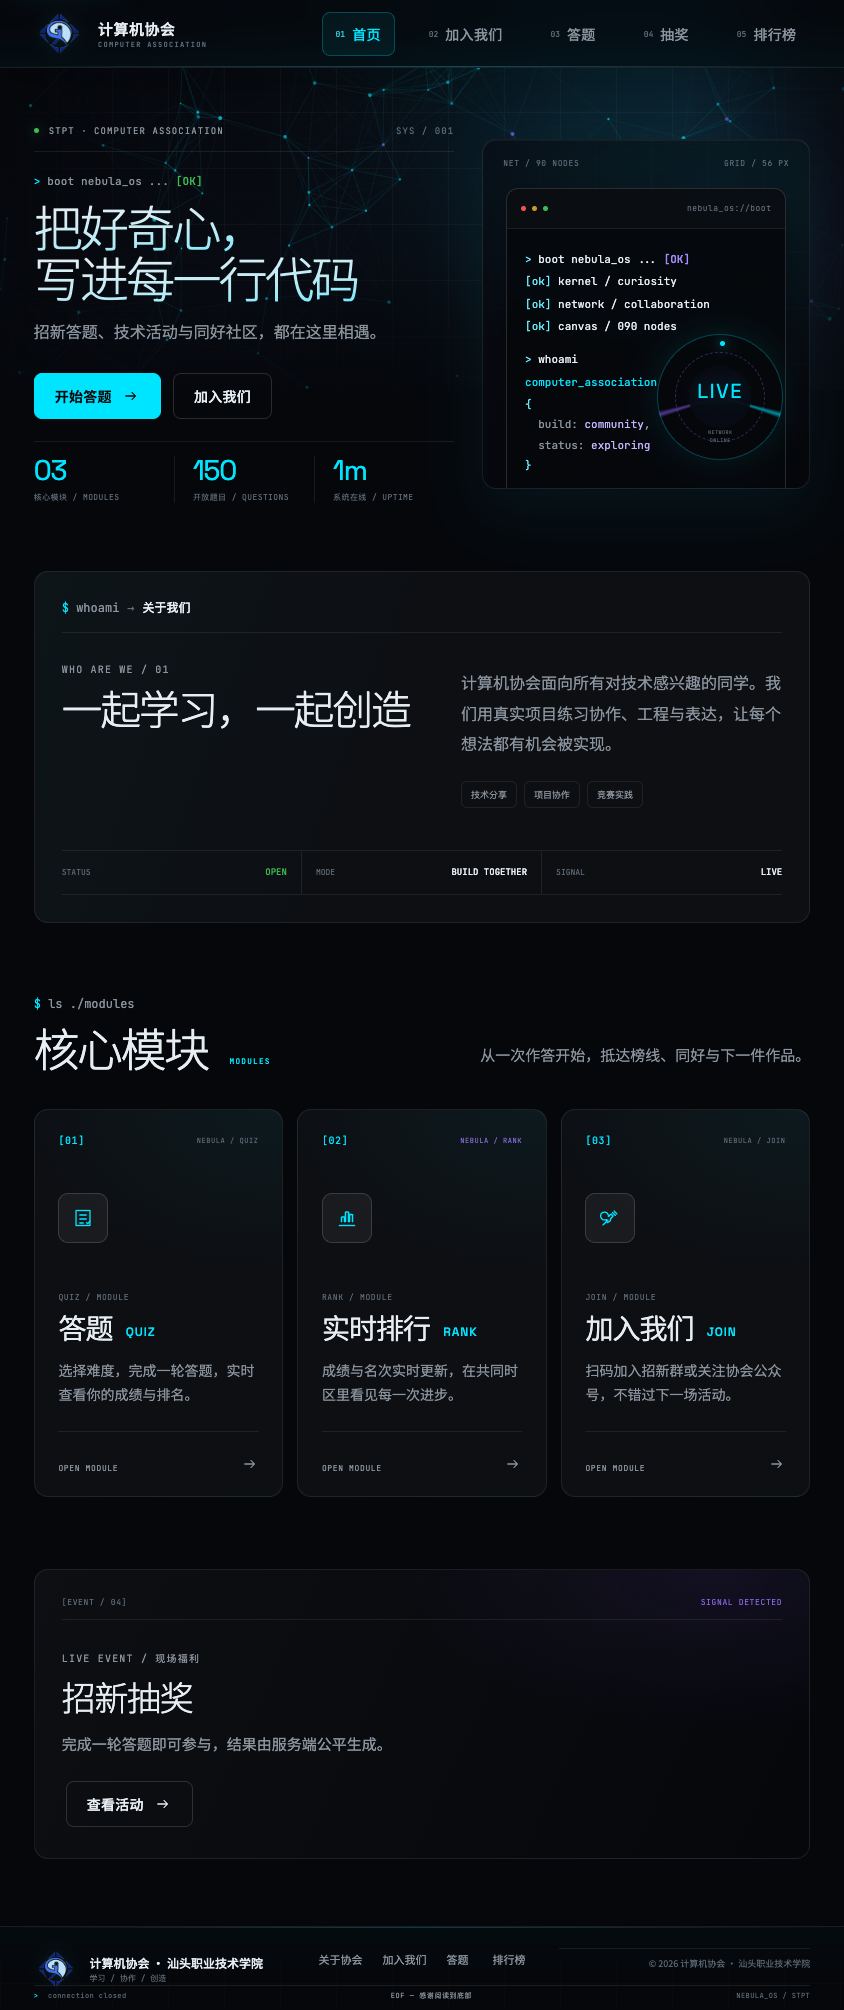 计算机协会
COMPUTER ASSOCIATION
01 首页
02 加入我们
03 答题
04 抽奖
05 排行榜
STPT · COMPUTER ASSOCIATION
SYS / 001
> boot nebula_os ... [OK]
把好奇心，
写进每一行代码
招新答题、技术活动与同好社区，都在这里相遇。
开始答题 →
加入我们
03
核心模块 / MODULES
150
开放题目 / QUESTIONS
1m
系统在线 / UPTIME
NET / 90 NODES
GRID / 56 PX
nebula_os://boot
> boot nebula_os ... [OK]
[ok] kernel / curiosity
[ok] network / collaboration
[ok] canvas / 090 nodes
> whoami
computer_association
{
build: community,
status: exploring
}
LIVE
NETWORK
ONLINE
$ whoami → 关于我们
WHO ARE WE / 01
一起学习，一起创造
计算机协会面向所有对技术感兴趣的同学。我
们用真实项目练习协作、工程与表达，让每个
想法都有机会被实现。
技术分享
项目协作
竞赛实践
STATUS
OPEN
MODE
BUILD TOGETHER
SIGNAL
LIVE
$ ls ./modules
核心模块 MODULES
从一次作答开始，抵达榜线、同好与下一件作品。
[01]
NEBULA / QUIZ
QUIZ / MODULE
答题 QUIZ
选择难度，完成一轮答题，实时
查看你的成绩与排名。
OPEN MODULE →
[02]
NEBULA / RANK
RANK / MODULE
实时排行 RANK
成绩与名次实时更新，在共同时
区里看见每一次进步。
OPEN MODULE →
[03]
NEBULA / JOIN
JOIN / MODULE
加入我们 JOIN
扫码加入招新群或关注协会公众
号，不错过下一场活动。
OPEN MODULE →
[EVENT / 04]
SIGNAL DETECTED
LIVE EVENT / 现场福利
招新抽奖
完成一轮答题即可参与，结果由服务端公平生成。
查看活动 →
计算机协会 · 汕头职业技术学院
学习 / 协作 / 创造
关于协会
加入我们
答题
排行榜
© 2026 计算机协会 · 汕头职业技术学院
> connection closed
EOF — 感谢阅读到底部
NEBULA_OS / STPT